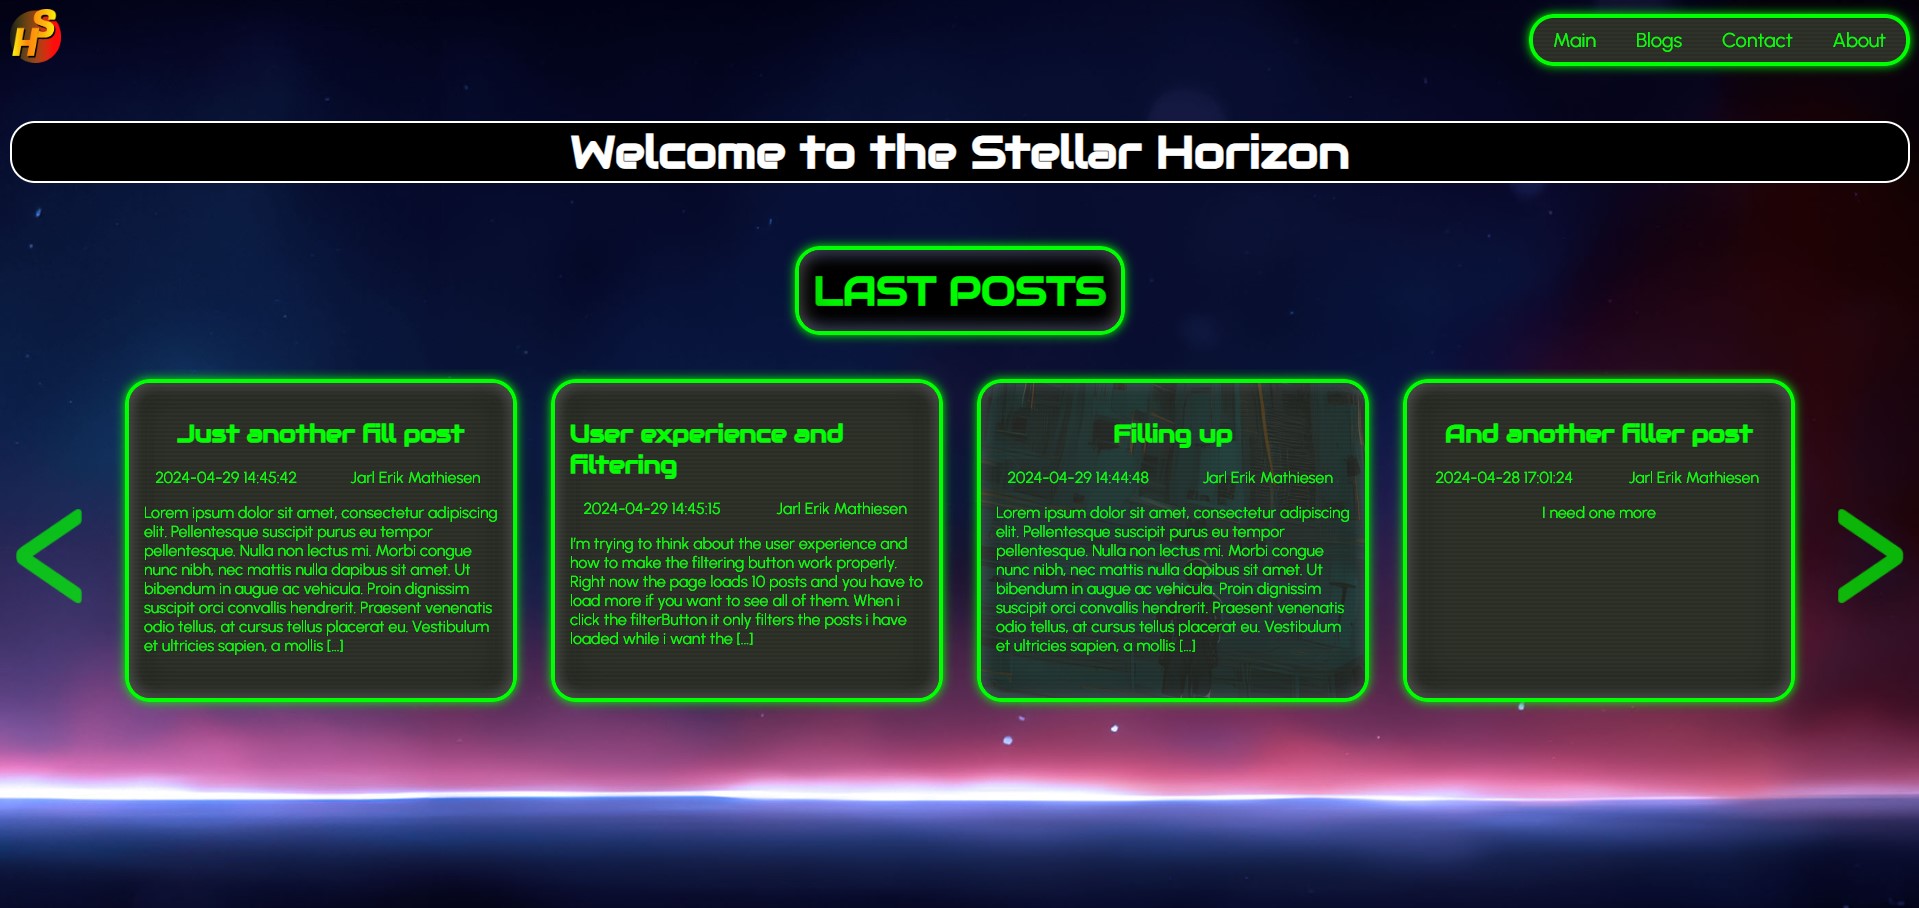 HS
Main Blogs Contact About
Welcome to the Stellar Horizon
LAST POSTS
Just another fill post
2024-04-29 14:45:42 Jarl Erik Mathiesen
Lorem ipsum dolor sit amet, consectetur adipiscing
elit. Pellentesque suscipit purus eu tempor
pellentesque. Nulla non lectus mi. Morbi congue
nunc nibh, nec mattis nulla dapibus sit amet. Ut
bibendum in augue ac vehicula. Proin dignissim
suscipit orci convallis hendrerit. Praesent venenatis
odio tellus, at cursus tellus placerat eu. Vestibulum
et ultricies sapien, a mollis [...]
User experience and
filtering
2024-04-29 14:45:15 Jarl Erik Mathiesen
I'm trying to think about the user experience and
how to make the filtering button work properly.
Right now the page loads 10 posts and you have to
load more if you want to see all of them. When i
click the filterButton it only filters the posts i have
loaded while i want the [...]
Filling up
2024-04-29 14:44:48 Jarl Erik Mathiesen
Lorem ipsum dolor sit amet, consectetur adipiscing
elit. Pellentesque suscipit purus eu tempor
pellentesque. Nulla non lectus mi. Morbi congue
nunc nibh, nec mattis nulla dapibus sit amet. Ut
bibendum in augue ac vehicula. Proin dignissim
suscipit orci convallis hendrerit. Praesent venenatis
odio tellus, at cursus tellus placerat eu. Vestibulum
et ultricies sapien, a mollis [...]
And another filler post
2024-04-28 17:01:24 Jarl Erik Mathiesen
I need one more
< >